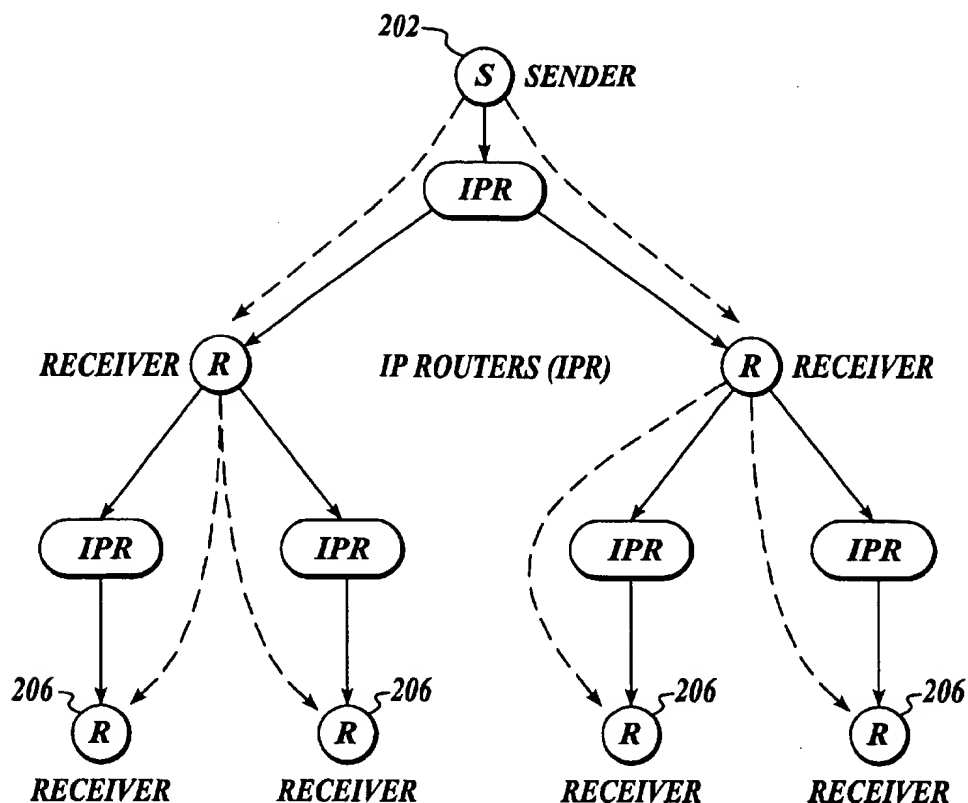 202
S SENDER
IPR
RECEIVER R IP ROUTERS (IPR) R RECEIVER
IPR IPR IPR IPR
206 206 206 206
R R R R
RECEIVER RECEIVER RECEIVER RECEIVER